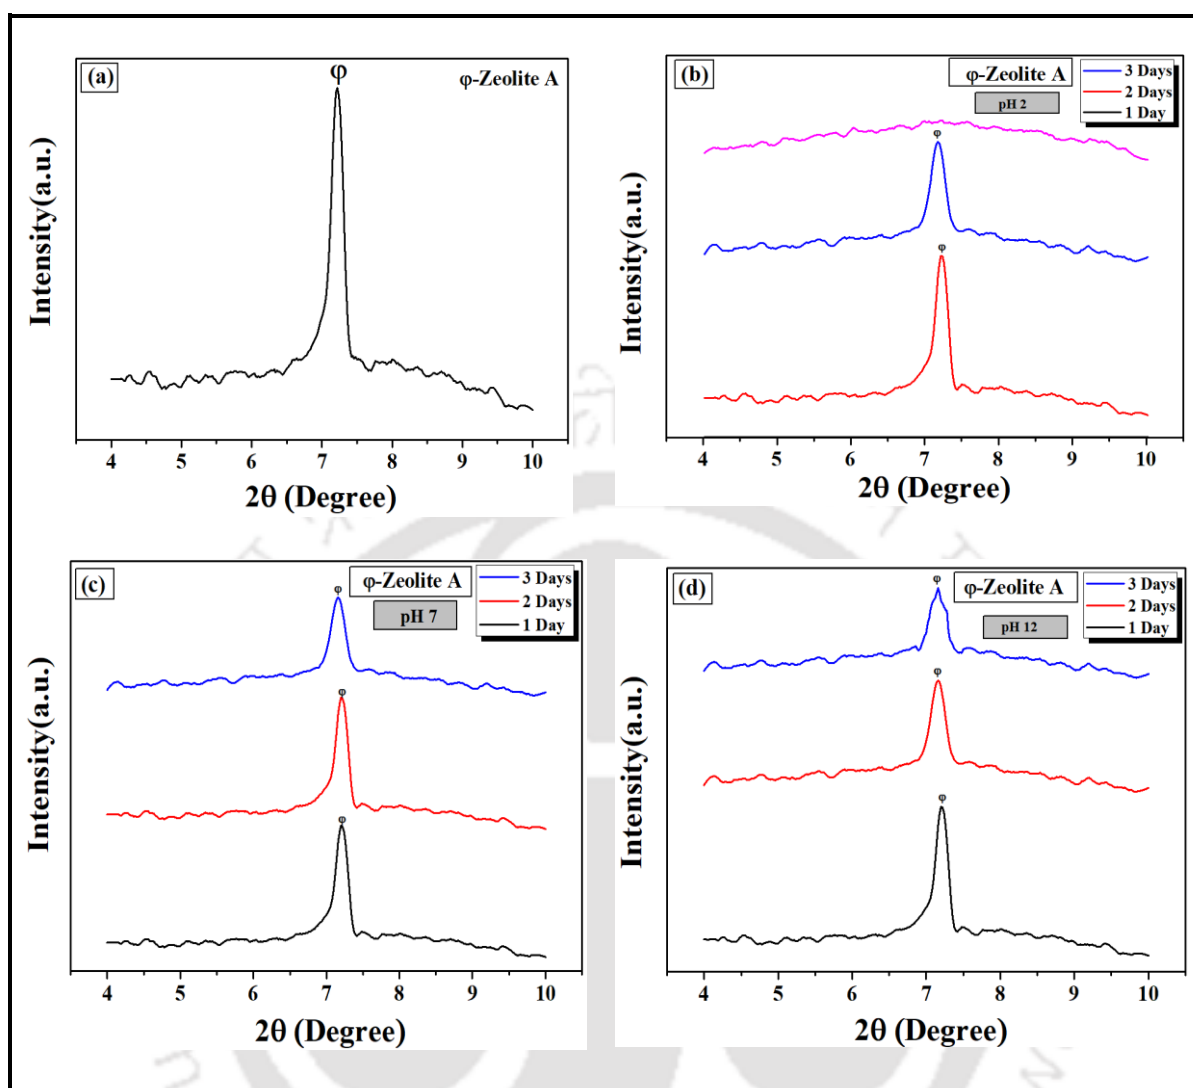 (a)
φ
φ-Zeolite A
Intensity(a.u.)
4 5 6 7 8 9 10
2θ (Degree)
(b)
φ-Zeolite A
pH 2
3 Days
2 Days
1 Day
φ
φ
Intensity(a.u.)
4 5 6 7 8 9 10
2θ (Degree)
(c)
φ-Zeolite A
pH 7
3 Days
2 Days
1 Day
φ
φ
φ
Intensity(a.u.)
4 5 6 7 8 9 10
2θ (Degree)
(d)
φ-Zeolite A
pH 12
3 Days
2 Days
1 Day
φ
φ
φ
Intensity(a.u.)
4 5 6 7 8 9 10
2θ (Degree)